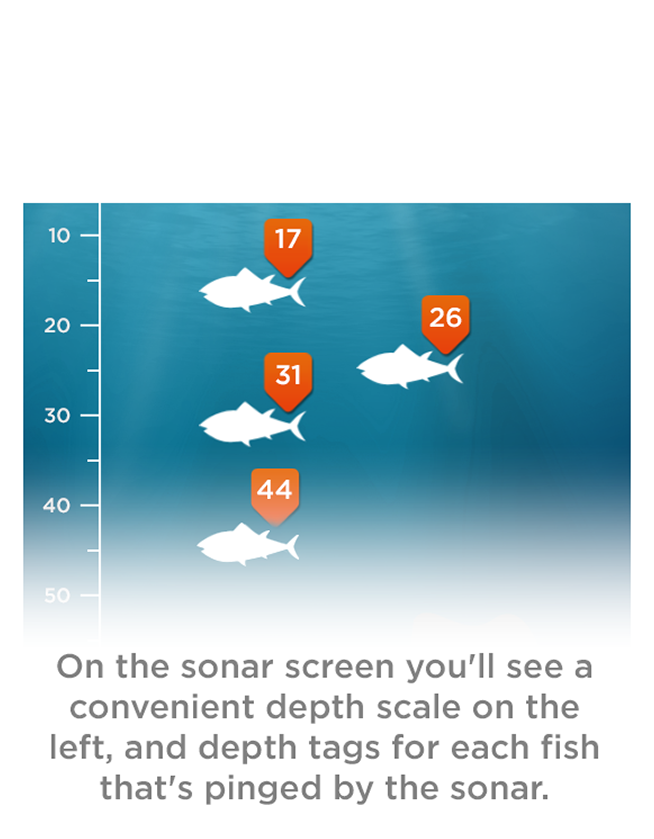 10
17
20
26
31
30
44
40
50
On the sonar screen you'll see a
convenient depth scale on the
left, and depth tags for each fish
that's pinged by the sonar.